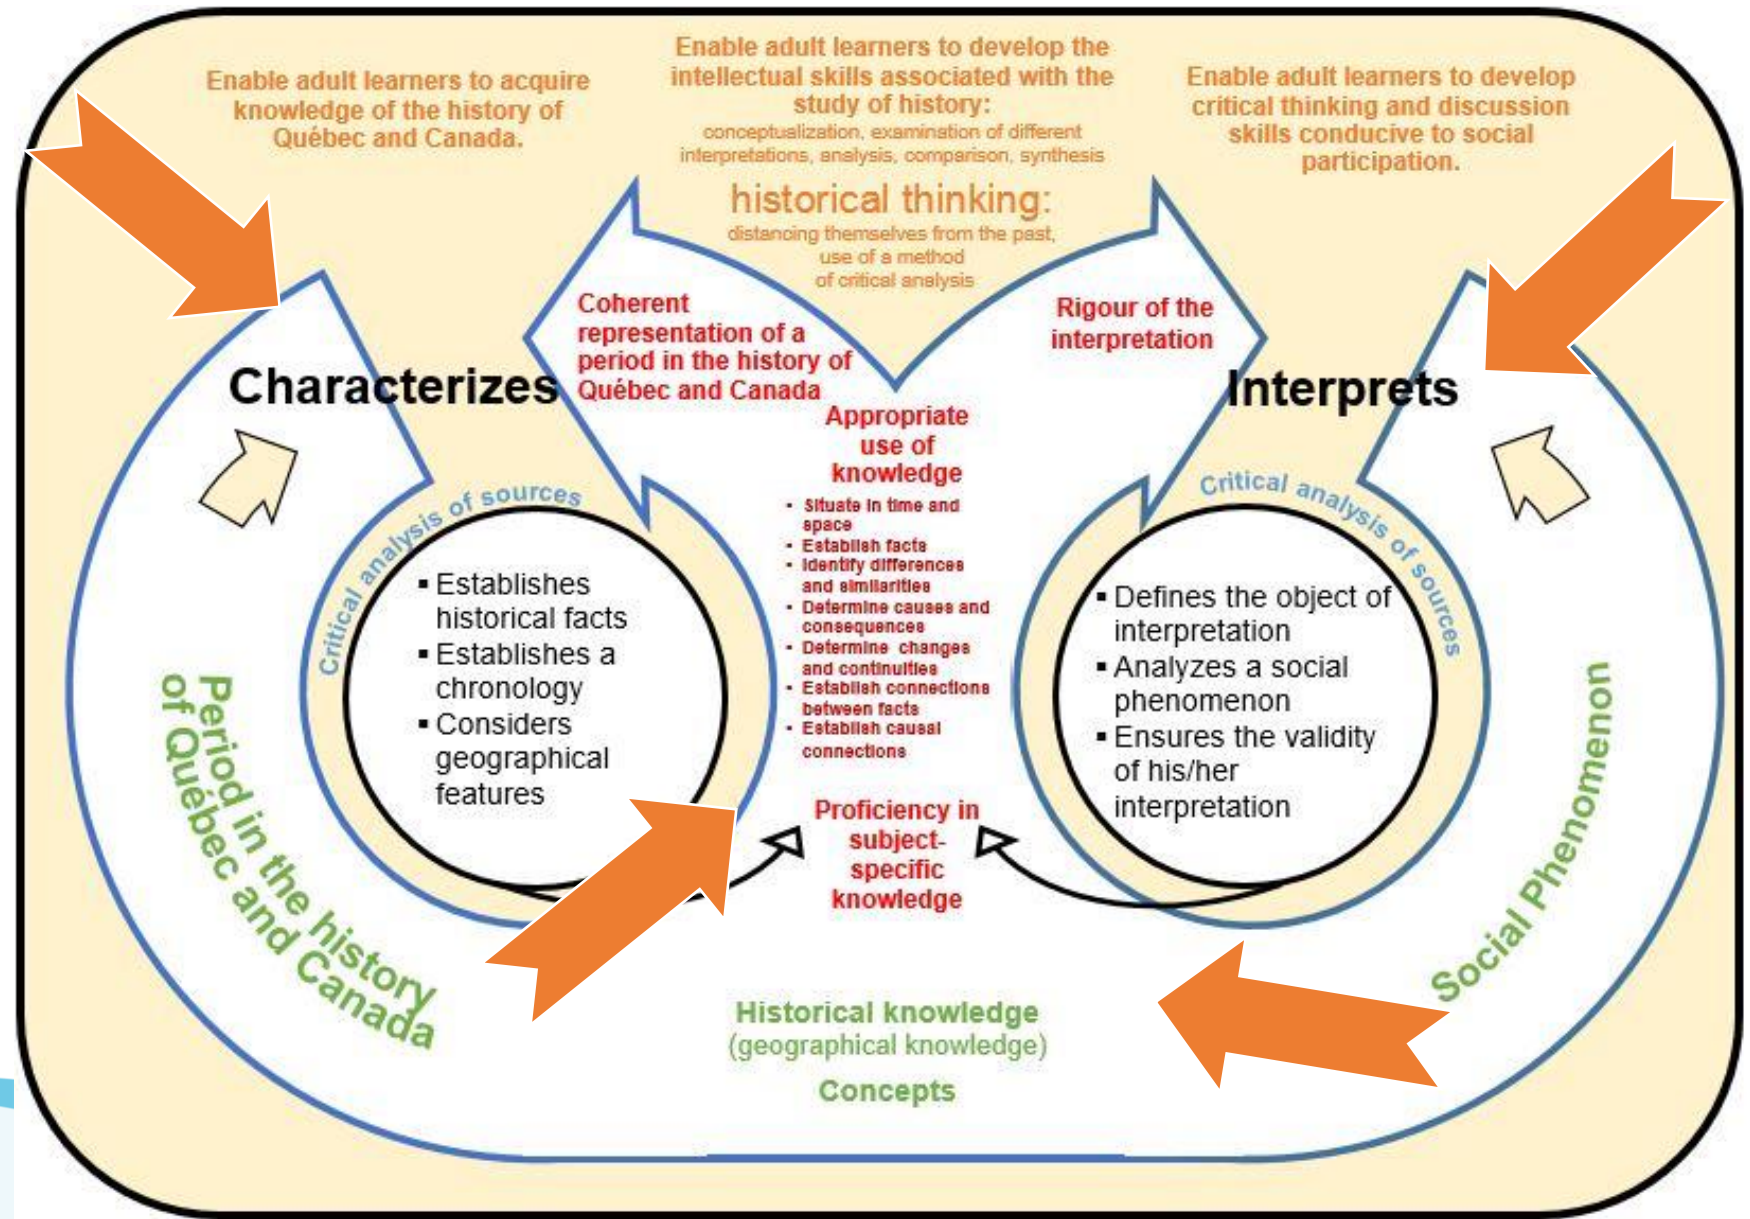 Enable adult learners to acquire
knowledge of the history of
Québec and Canada.
Enable adult learners to develop the
intellectual skills associated with the
study of history:
conceptualization, examination of different
interpretations, analysis, comparison, synthesis
historical thinking:
distancing themselves from the past,
use of a method
of critical analysis
Enable adult learners to develop
critical thinking and discussion
skills conducive to social
participation.
Characterizes
Coherent
representation of a
period in the history of
Québec and Canada
Rigour of the
interpretation
Interprets
Critical analysis of sources
▪ Establishes
historical facts
▪ Establishes a
chronology
▪ Considers
geographical
features
Appropriate
use of
knowledge
• Situate in time and
space
• Establish facts
• Identify differences
and similarities
• Determine causes and
consequences
• Determine changes
and continuities
• Establish connections
between facts
• Establish causal
connections
Proficiency in
subject-
specific
knowledge
Critical analysis of sources
▪ Defines the object of
interpretation
▪ Analyzes a social
phenomenon
▪ Ensures the validity
of his/her
interpretation
Period in the history
of Québec and Canada
Social Phenomenon
Historical knowledge
(geographical knowledge)
Concepts